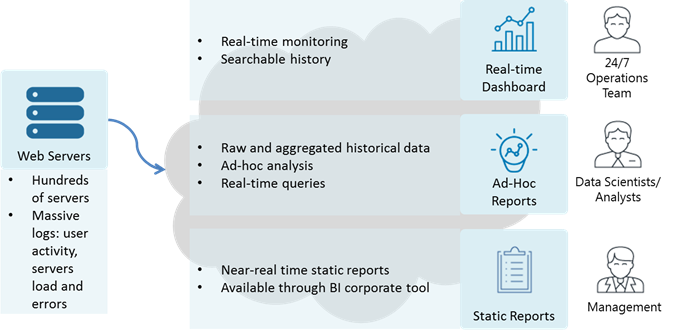 Web Servers
• Hundreds
of servers
• Massive
logs: user
activity,
servers
load and
errors
• Real-time monitoring
• Searchable history
Real-time
Dashboard
24/7
Operations
Team
• Raw and aggregated historical data
• Ad-hoc analysis
• Real-time queries
Ad-Hoc
Reports
Data Scientists/
Analysts
• Near-real time static reports
• Available through BI corporate tool
Static Reports
Management